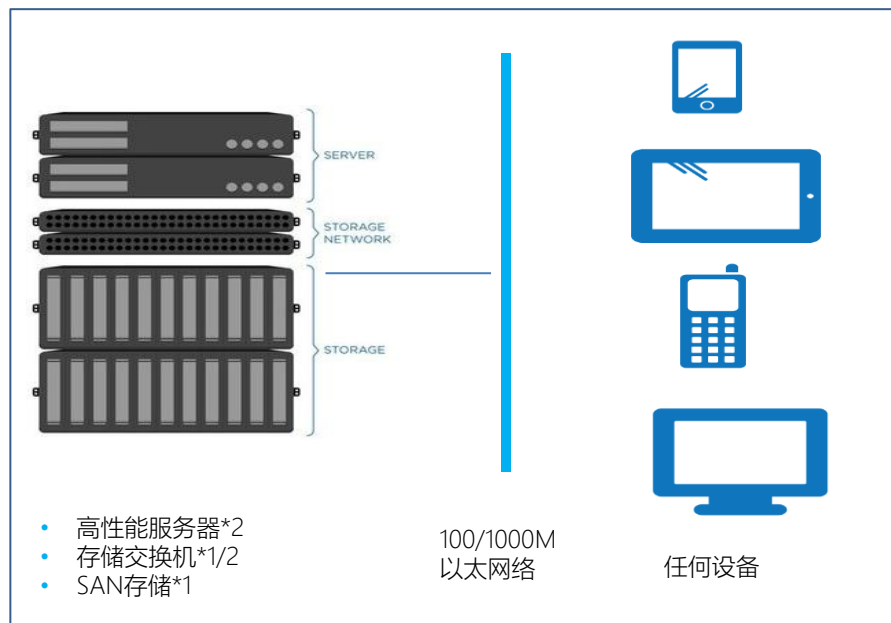 SERVER
STORAGE
NETWORK
STORAGE
• 高性能服务器*2
• 存储交换机*1/2
• SAN存储*1
100/1000M
以太网络
任何设备